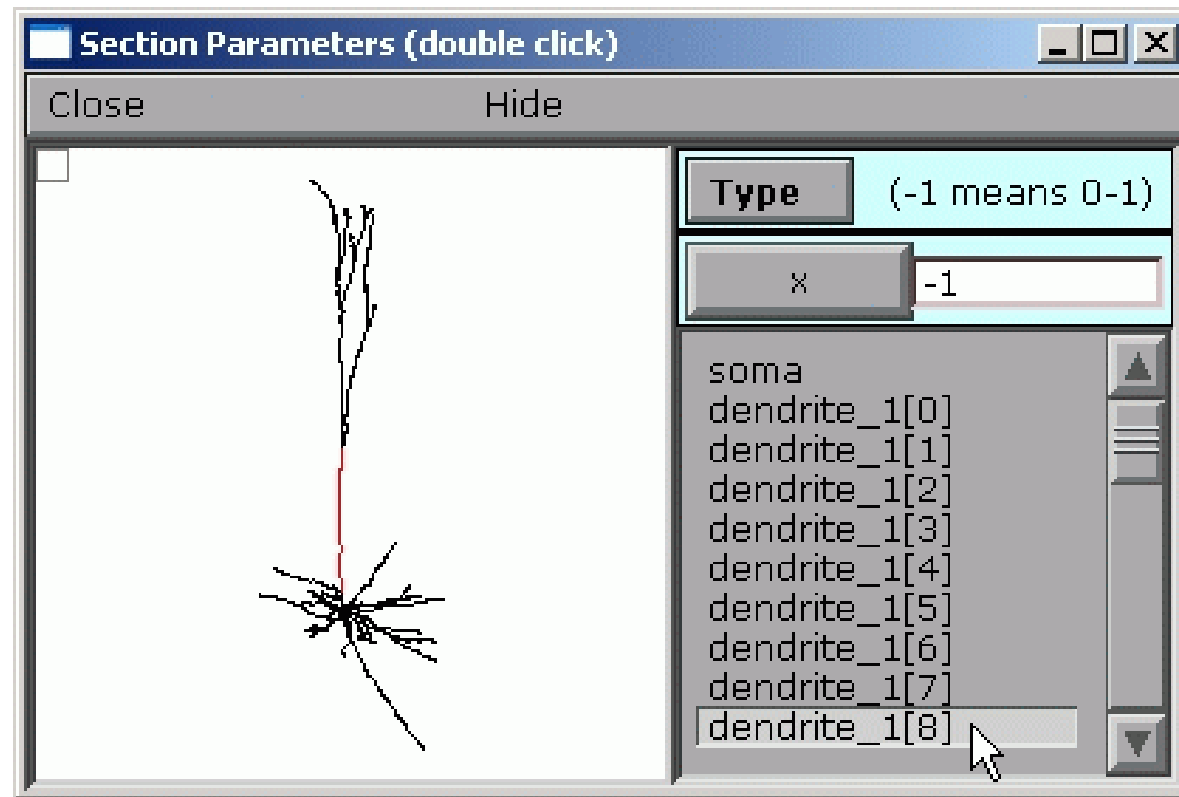 Section Parameters (double click)
Close Hide
Type (-1 means 0-1)
x -1
soma
dendrite_1[0]
dendrite_1[1]
dendrite_1[2]
dendrite_1[3]
dendrite_1[4]
dendrite_1[5]
dendrite_1[6]
dendrite_1[7]
dendrite_1[8]